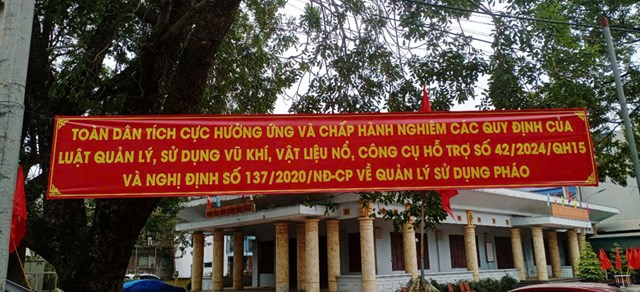 TOÀN DÂN TÍCH CỰC HƯỞNG ỨNG VÀ CHẤP HÀNH NGHIÊM CÁC QUY ĐỊNH CỦA
LUẬT QUẢN LÝ, SỬ DỤNG VŨ KHÍ, VẬT LIỆU NỔ, CÔNG CỤ HỖ TRỢ SỐ 42/2024/QH15
VÀ NGHỊ ĐỊNH SỐ 137/2020/NĐ-CP VỀ QUẢN LÝ SỬ DỤNG PHÁO